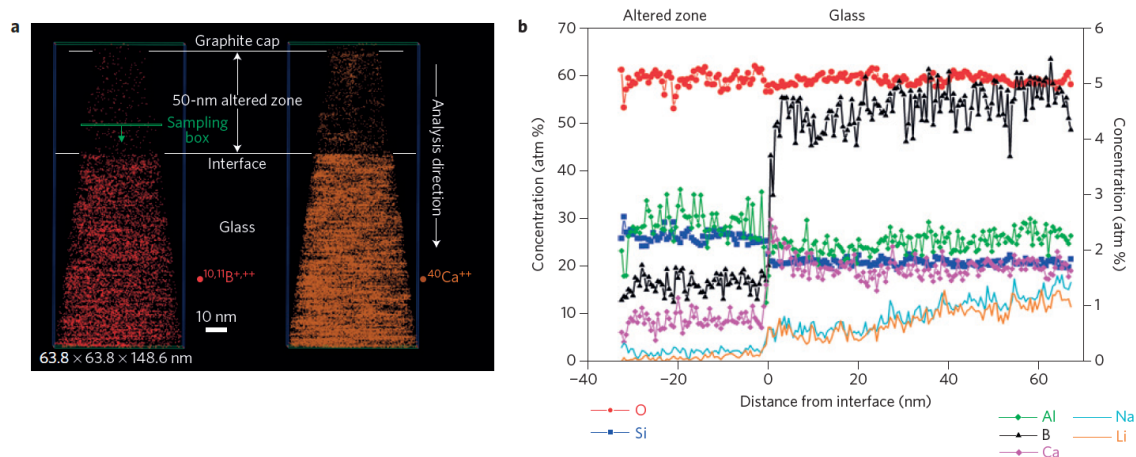 a
Graphite cap
50-nm altered zone
Sampling
box
Interface
Glass
Analysis direction
10,11B+,++
40Ca++
10 nm
63.8 × 63.8 × 148.6 nm
b
Altered zone
Glass
70
60
50
40
30
20
10
0
Concentration (atm %)
6
5
4
3
2
1
0
Concentration (atm %)
−40
−20
0
20
40
60
Distance from interface (nm)
O
Si
Al
B
Ca
Na
Li